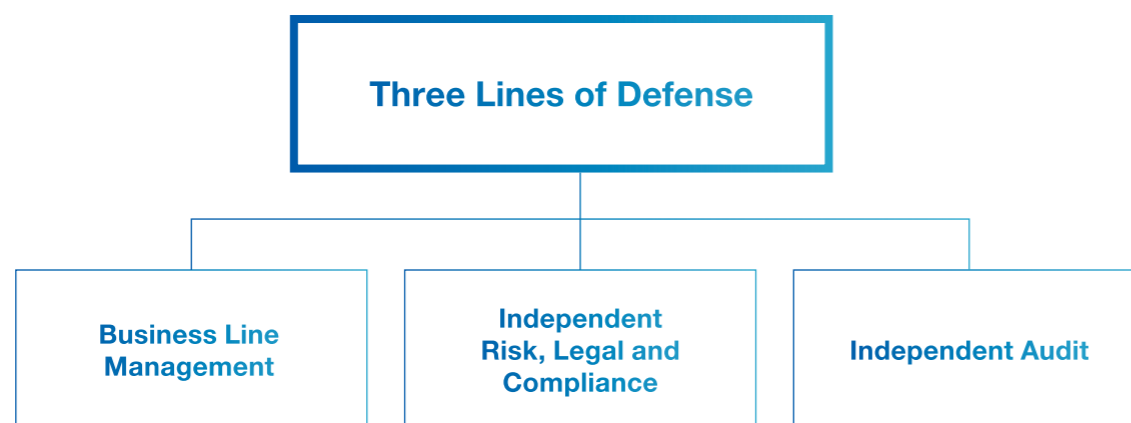 Three Lines of Defense
Business Line
Management
Independent
Risk, Legal and
Compliance
Independent Audit